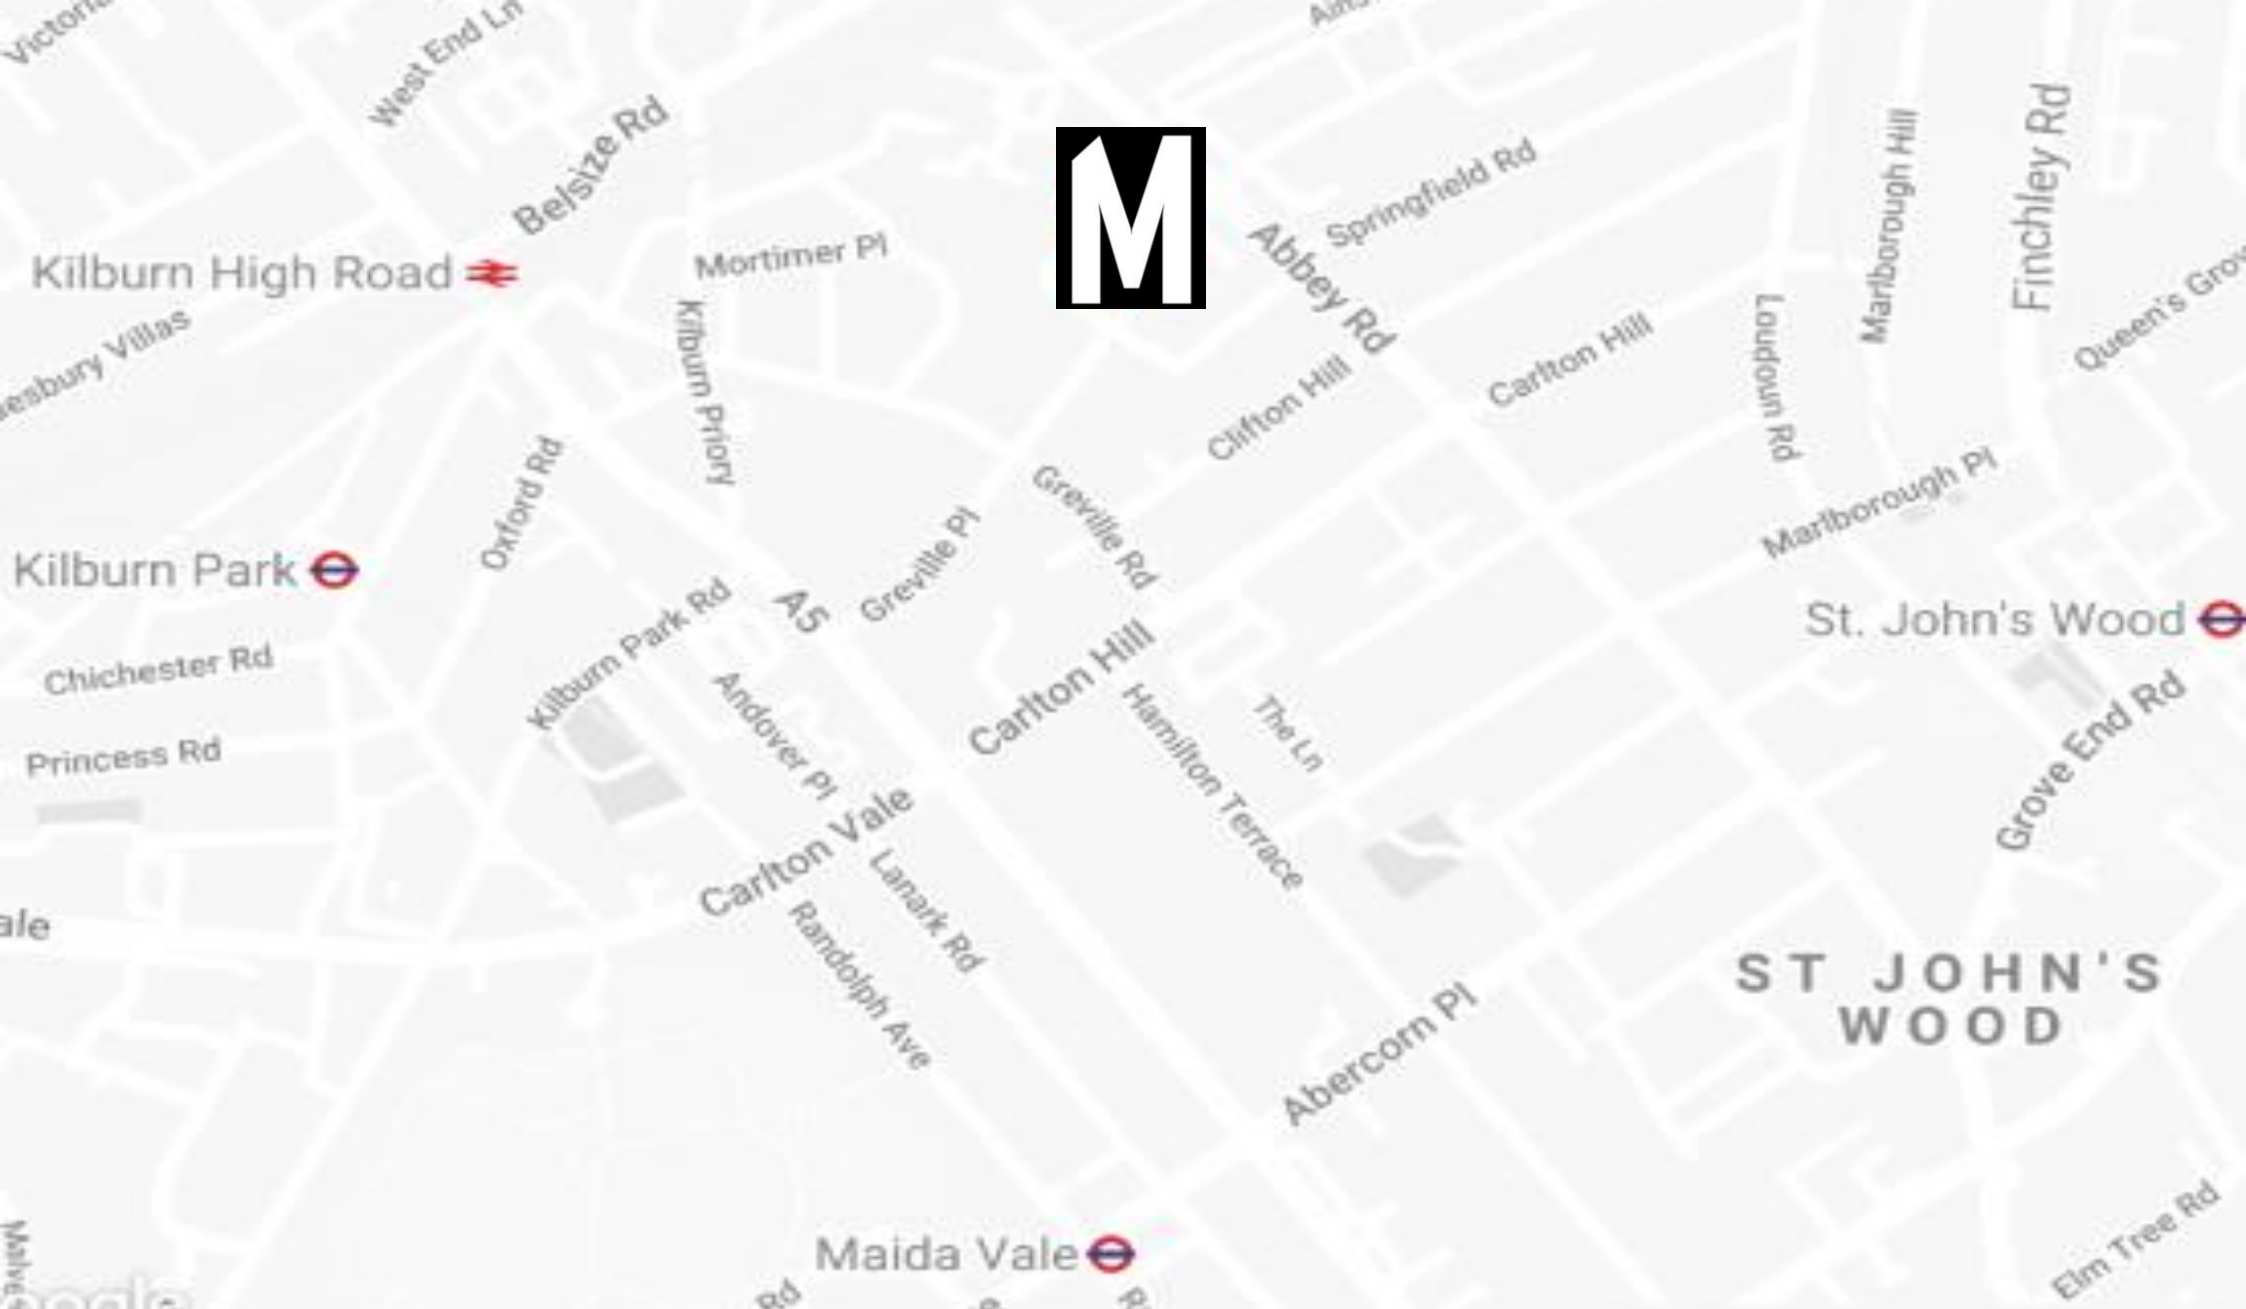 West End Ln
Belsize Rd
Springfield Rd
Marlborough Hill
Finchley Rd
M
Abbey Rd
Mortimer Pl
Kilburn High Road
Kilburn Priory
Loudoun Rd
Carlton Hill
Clifton Hill
Oxford Rd
Greville Rd
Marlborough Pl
Greville Pl
Kilburn Park
A5
Kilburn Park Rd
St. John's Wood
Chichester Rd
Carlton Hill
Andover Pl
Hamilton Terrace
The Ln
Princess Rd
Grove End Rd
Carlton Vale
Lanark Rd
Randolph Ave
ale
ST JOHN'S
WOOD
Abercorn Pl
Maida Vale
Elm Tree Rd
Rd